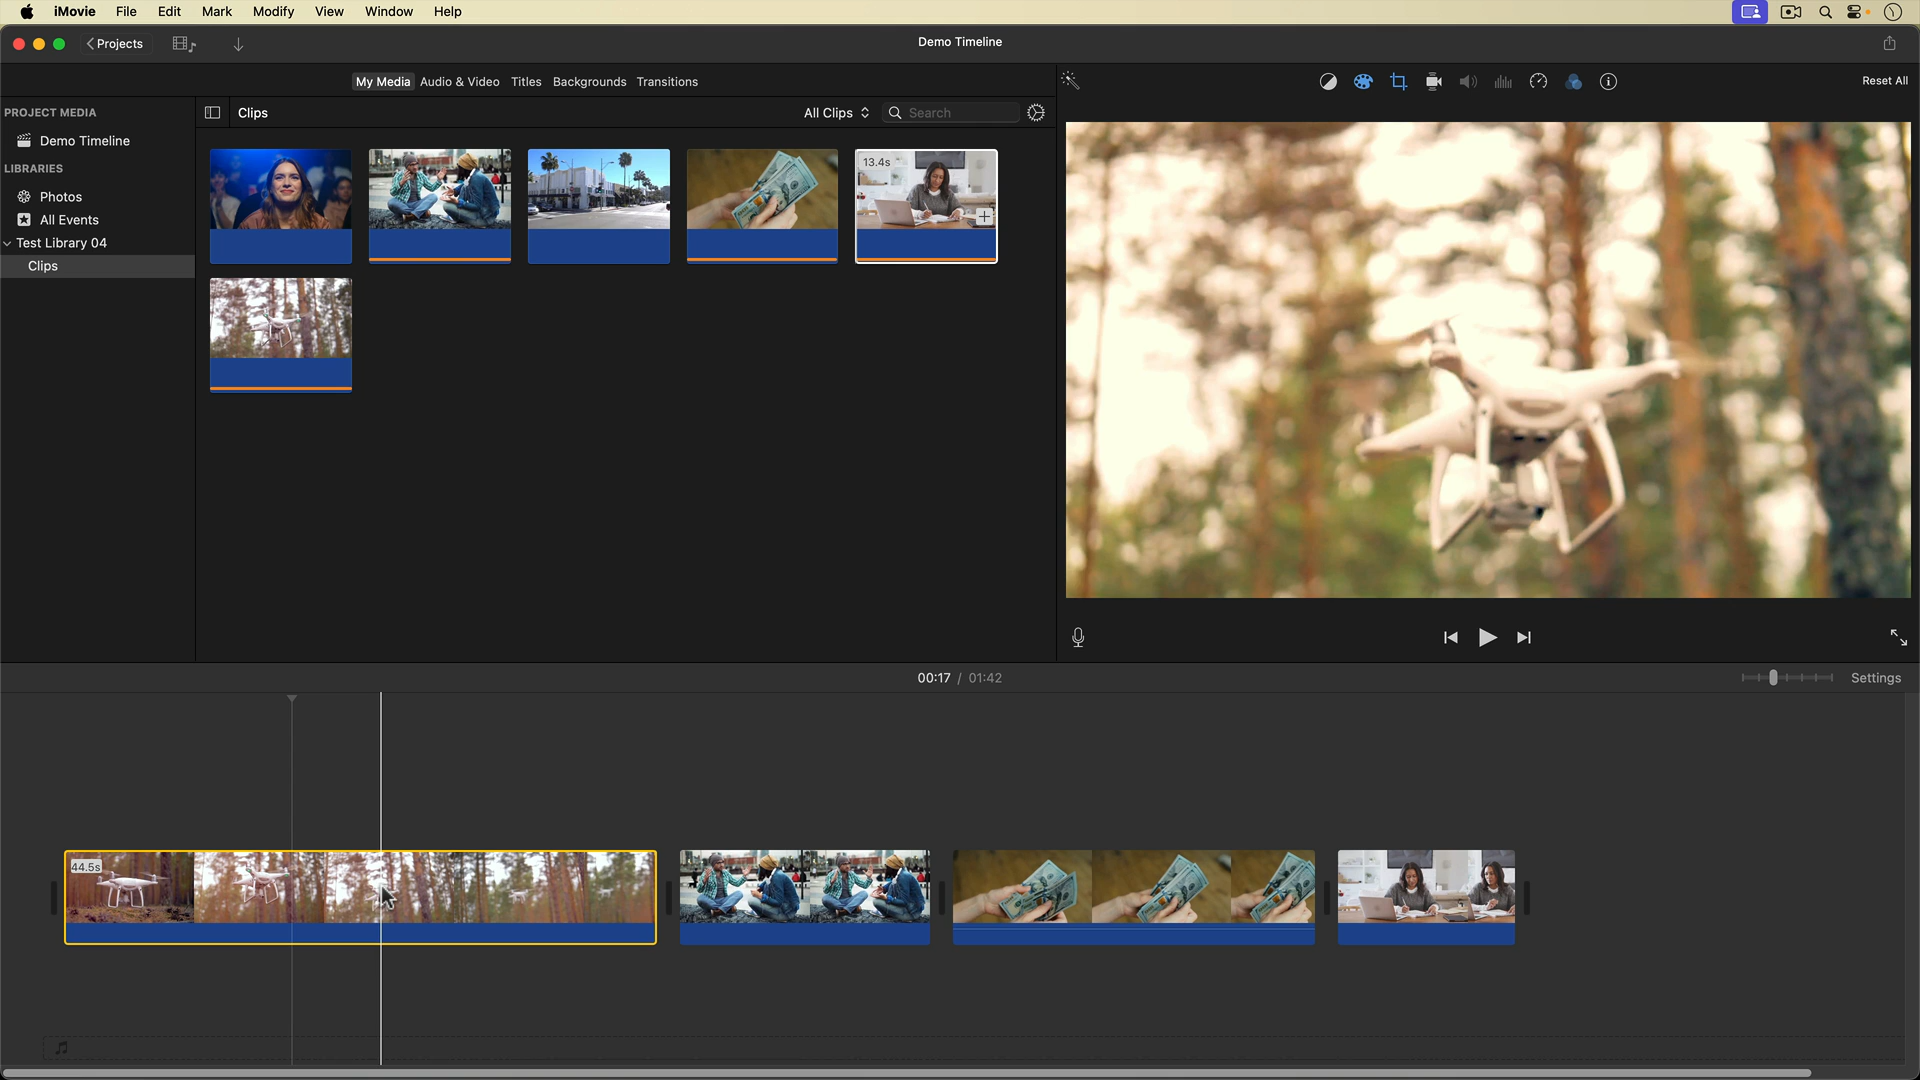 iMovie File Edit Mark Modify View Window Help
Projects
Demo Timeline
My Media Audio & Video Titles Backgrounds Transitions
Reset All
PROJECT MEDIA
Demo Timeline
LIBRARIES
Photos
All Events
Test Library 04
Clips
Clips
All Clips
Search
13.4s
00:17 / 01:42
Settings
44.5s